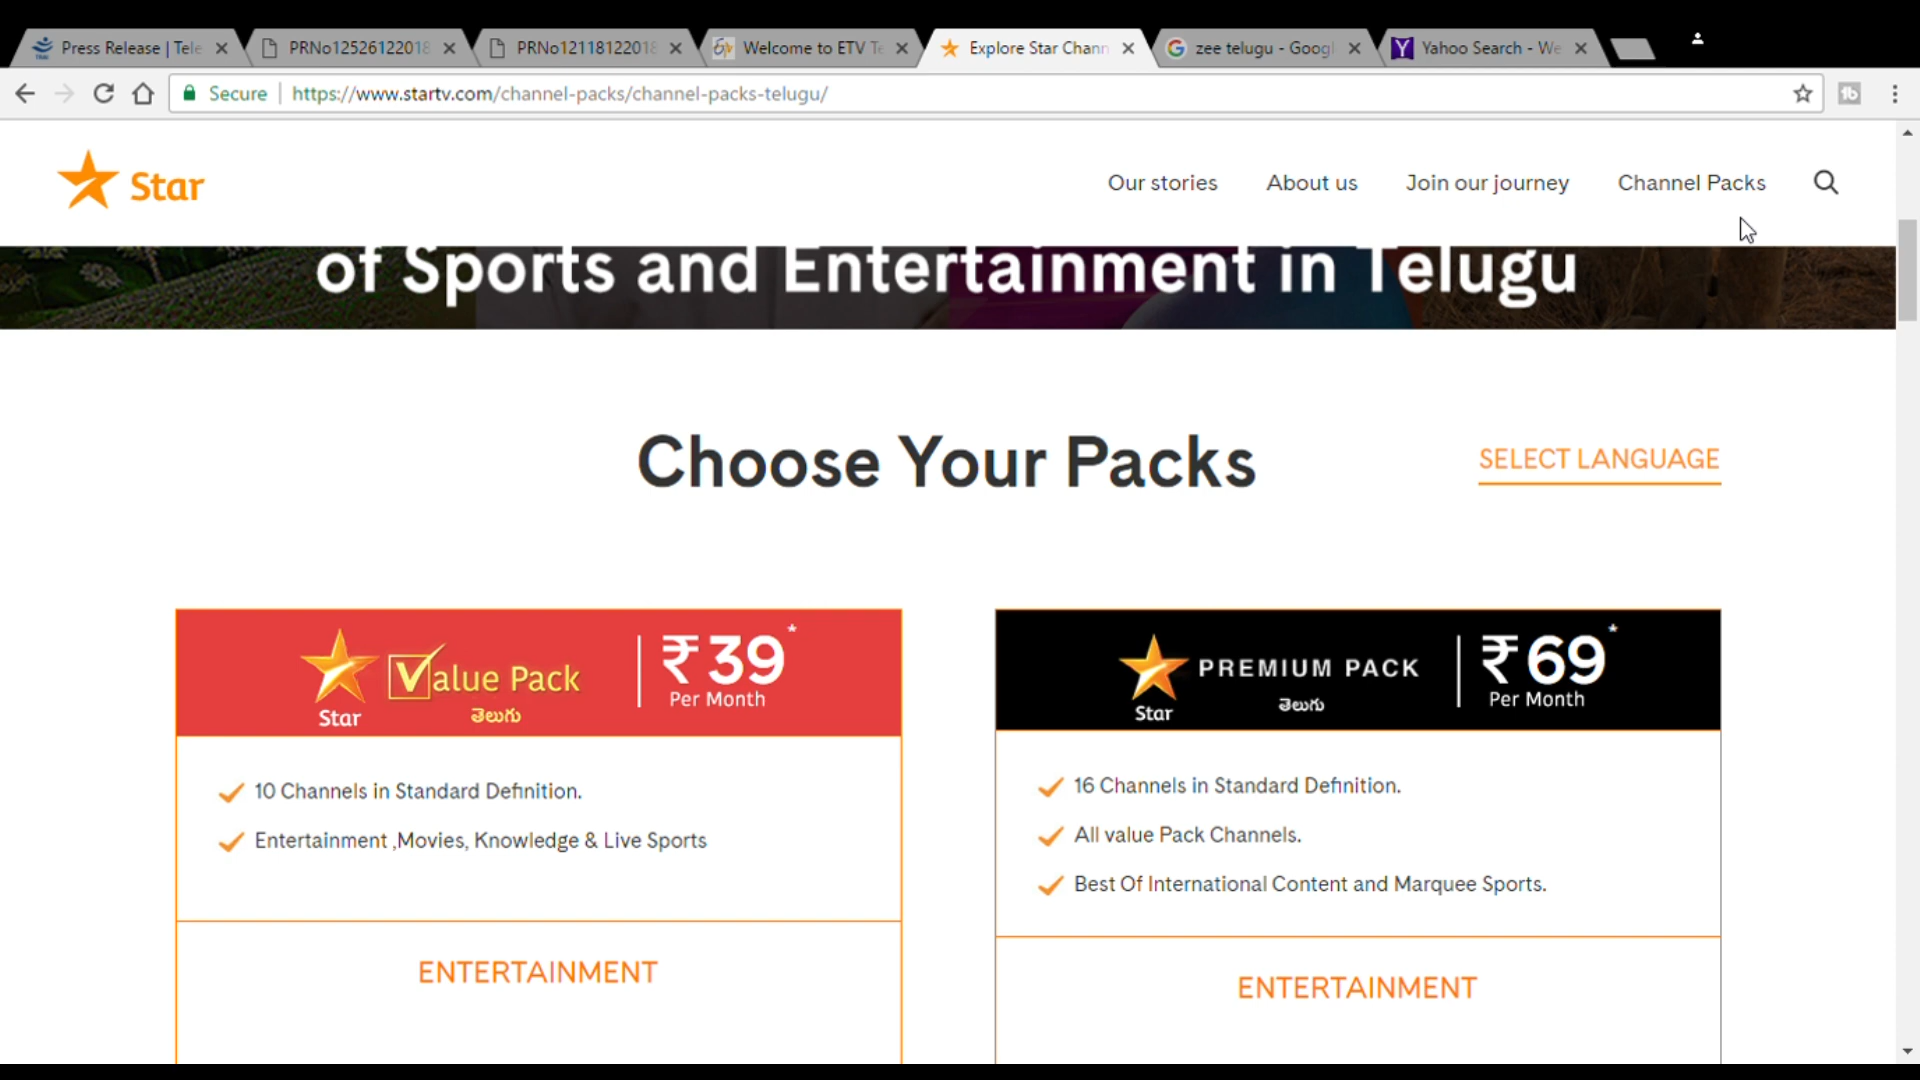 Press Release | Tele
PRNo12526122018
PRNo12118122018
Welcome to ETV Te
Explore Star Chann
zee telugu - Googl
Yahoo Search - We
Secure
https://www.startv.com/channel-packs/channel-packs-telugu/
Star
Our stories
About us
Join our journey
Channel Packs
of Sports and Entertainment in Telugu
Choose Your Packs
SELECT LANGUAGE
Star
Value Pack
తెలుగు
₹39*
Per Month
10 Channels in Standard Definition.
Entertainment ,Movies, Knowledge & Live Sports
ENTERTAINMENT
Star
PREMIUM PACK
తెలుగు
₹69*
Per Month
16 Channels in Standard Definition.
All value Pack Channels.
Best Of International Content and Marquee Sports.
ENTERTAINMENT